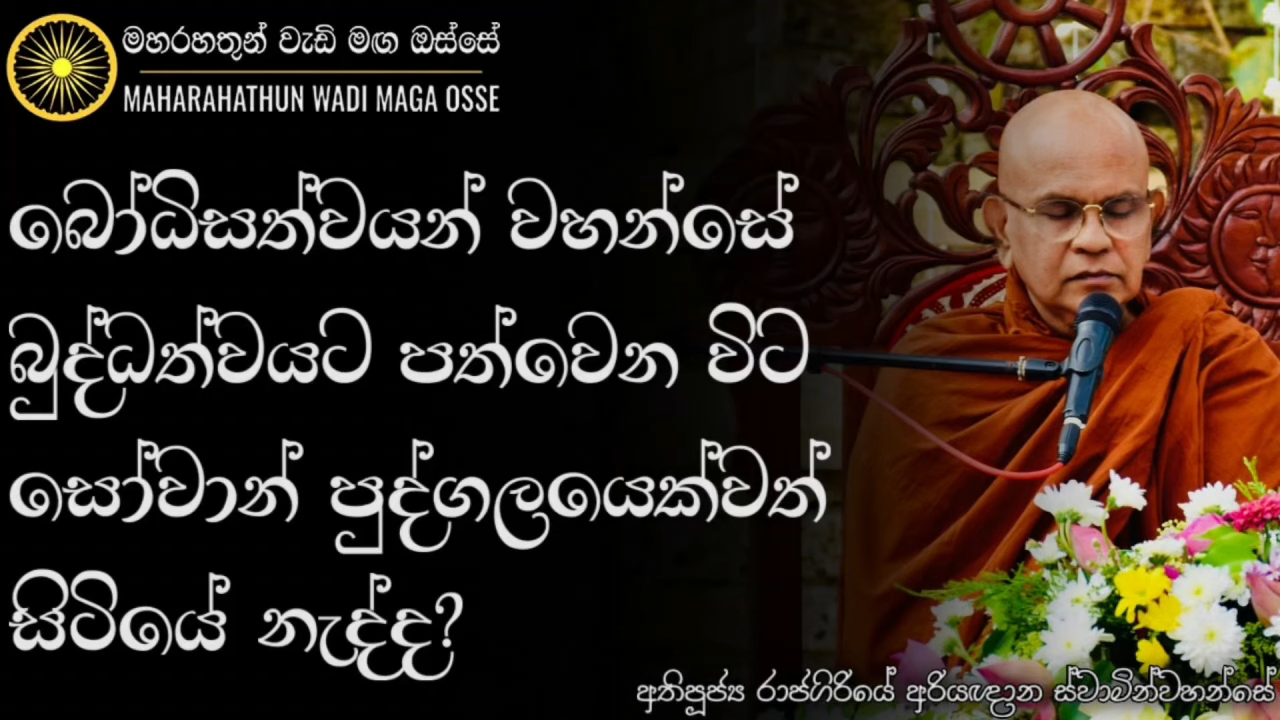 මහරහතුන් වැඩි මඟ ඔස්සේ
MAHARAHATHUN WADI MAGA OSSE
බෝධිසත්වයන් වහන්සේ
බුද්ධත්වයට පත්වෙන විට
සෝවාන් පුද්ගලයෙක්වත්
සිටියේ නැද්ද?
අතිපූජ්‍ය රාජගිරියේ අරියඤාන ස්වාමින්වහන්සේ